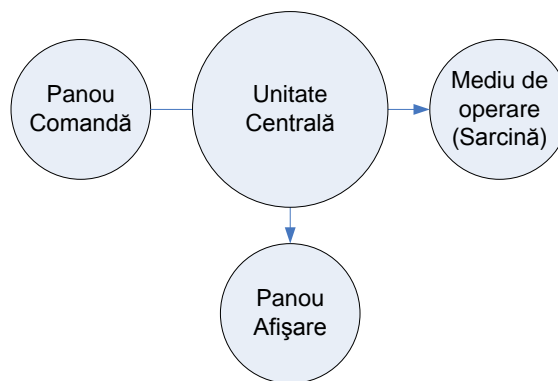 Panou
Comandă
Unitate
Centrală
Mediu de
operare
(Sarcină)
Panou
Afişare